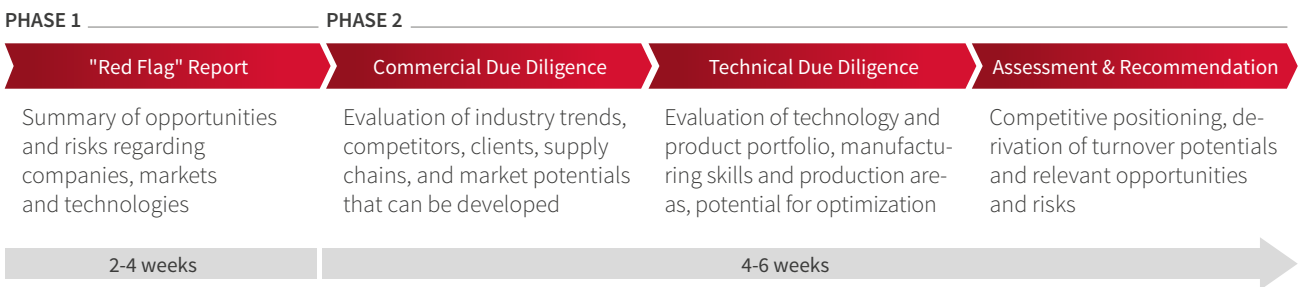 PHASE 1
PHASE 2
"Red Flag" Report
Commercial Due Diligence
Technical Due Diligence
Assessment & Recommendation
Summary of opportunities
and risks regarding
companies, markets
and technologies
Evaluation of industry trends,
competitors, clients, supply
chains, and market potentials
that can be developed
Evaluation of technology and
product portfolio, manufactu-
ring skills and production are-
as, potential for optimization
Competitive positioning, de-
rivation of turnover potentials
and relevant opportunities
and risks
2-4 weeks
4-6 weeks